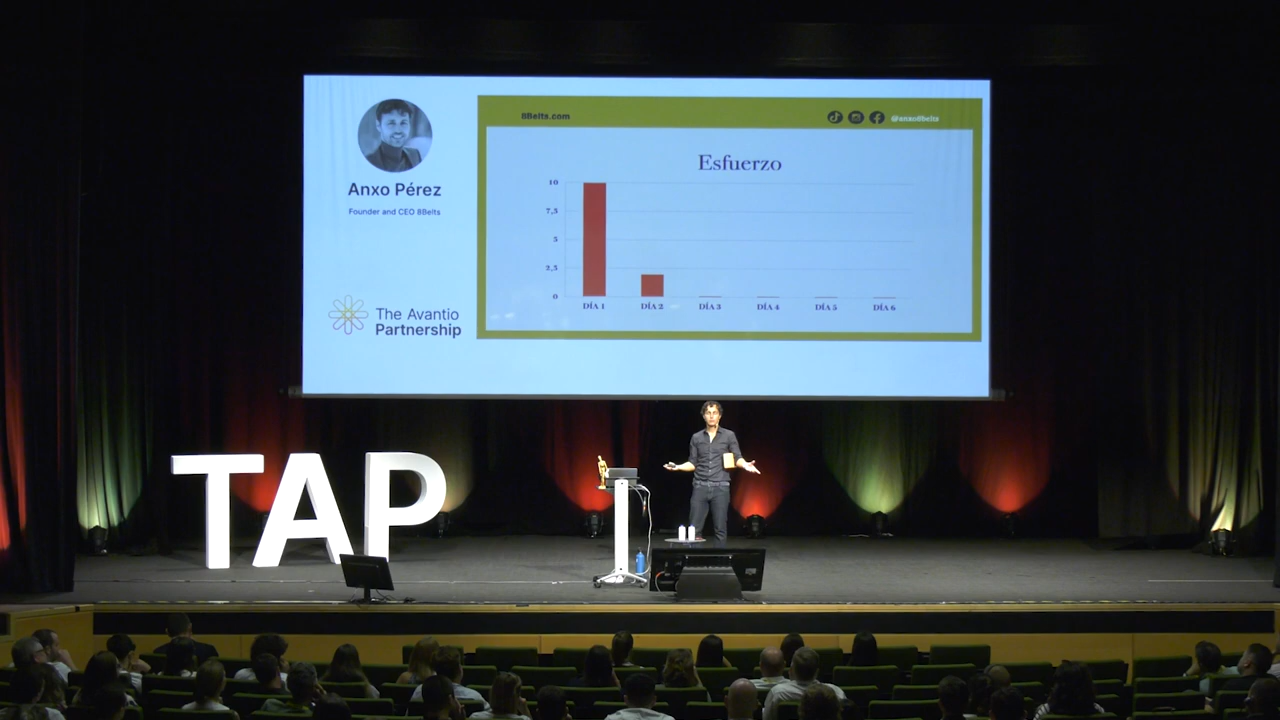 Anxo Pérez
Founder and CEO 8Belts
The Avantio
Partnership
8Belts.com
@anxo8belts
Esfuerzo
10
7,5
5
2,5
0
DÍA 1 DÍA 2 DÍA 3 DÍA 4 DÍA 5 DÍA 6
TAP